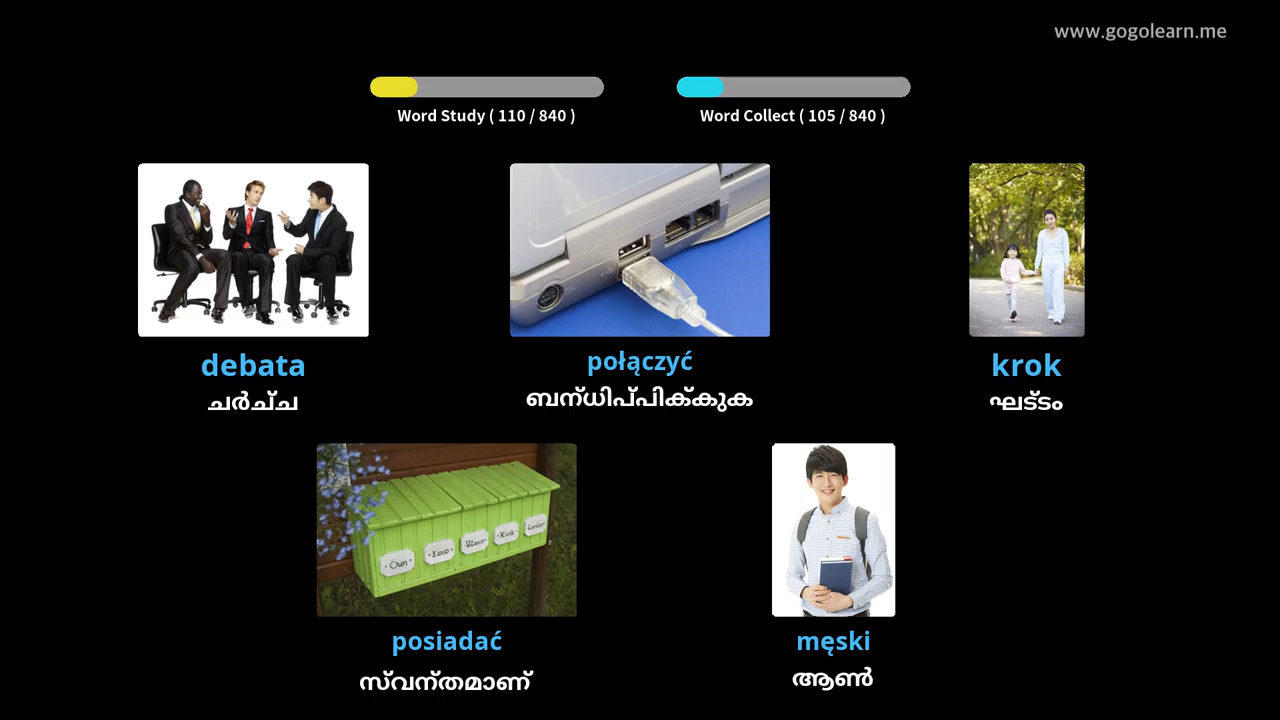 www.gogolearn.me
Word Study ( 110 / 840 )
Word Collect ( 105 / 840 )
debata
ചർച്ച
połączyć
ബന്ധിപ്പിക്കുക
krok
ഘട്ടം
Oun
posiadać
സ്വന്തമാണ്
męski
ആൺ